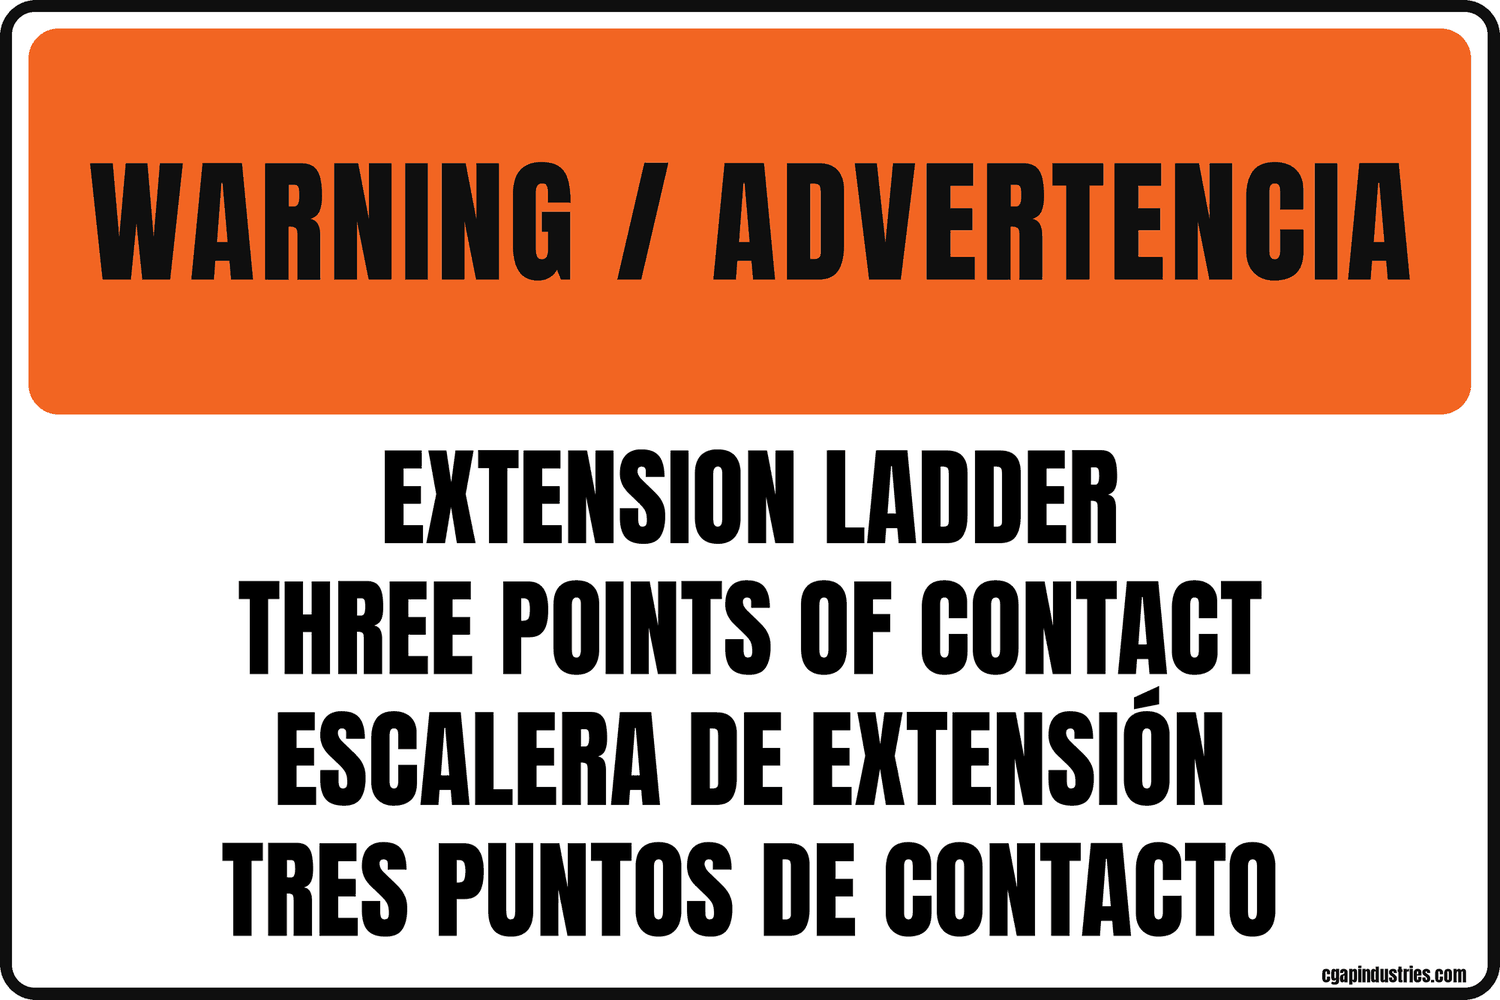 WARNING / ADVERTENCIA
EXTENSION LADDER
THREE POINTS OF CONTACT
ESCALERA DE EXTENSIÓN
TRES PUNTOS DE CONTACTO
cgapindustries.com